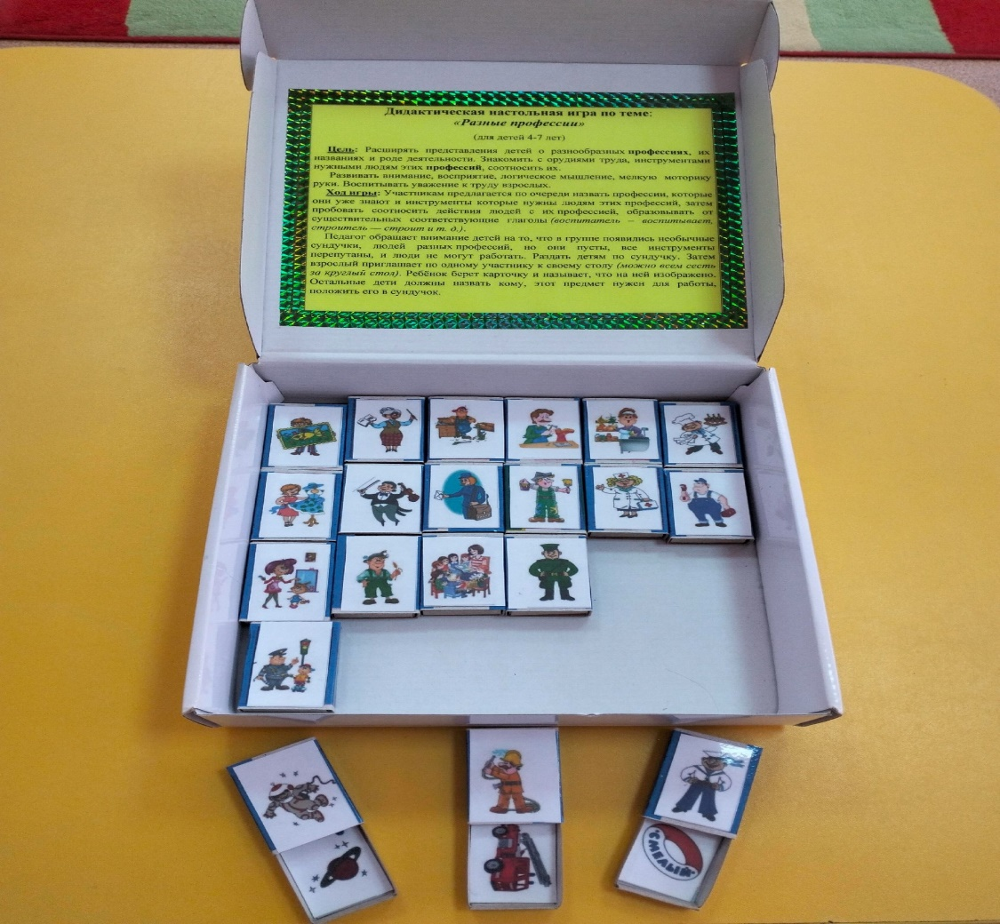 Дидактическая настольная игра по теме:
«Разные профессии»
(для детей 4-7 лет)
Цель: Расширять представления детей о разнообразных профессиях, их
названиях и роде деятельности. Знакомить с орудиями труда, инструментами
нужными людям этих профессий, соотносить их.
Развивать внимание, восприятие, логическое мышление, мелкую моторику
руки. Воспитывать уважение к труду взрослых.
Ход игры: Участникам предлагается по очереди назвать профессии, которые
они уже знают и инструменты которые нужны людям этих профессий, затем
пробовать соотносить действия людей с их профессией, образовывать от
существительных соответствующие глаголы (воспитатель – воспитывает,
строитель — строит и т. д.).
Педагог обращает внимание детей на то, что в группе появились необычные
сундучки, людей разных профессий, но они пусты, все инструменты
перепутаны, и люди не могут работать. Раздать детям по сундучку. Затем
взрослый приглашает по одному участнику к своему столу (можно всем сесть
за круглый стол). Ребёнок берет карточку и называет, что на ней изображено.
Остальные дети должны назвать кому, этот предмет нужен для работы,
положить его в сундучок.
СМЕЛЫЙ